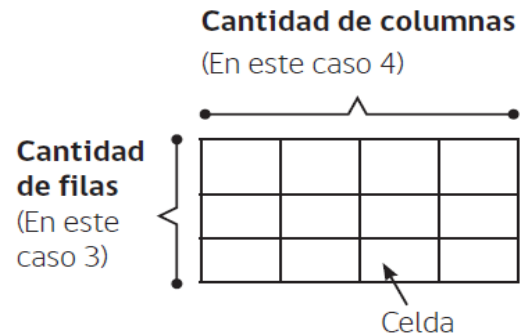 Cantidad de columnas
(En este caso 4)
Cantidad
de filas
(En este
caso 3)
Celda